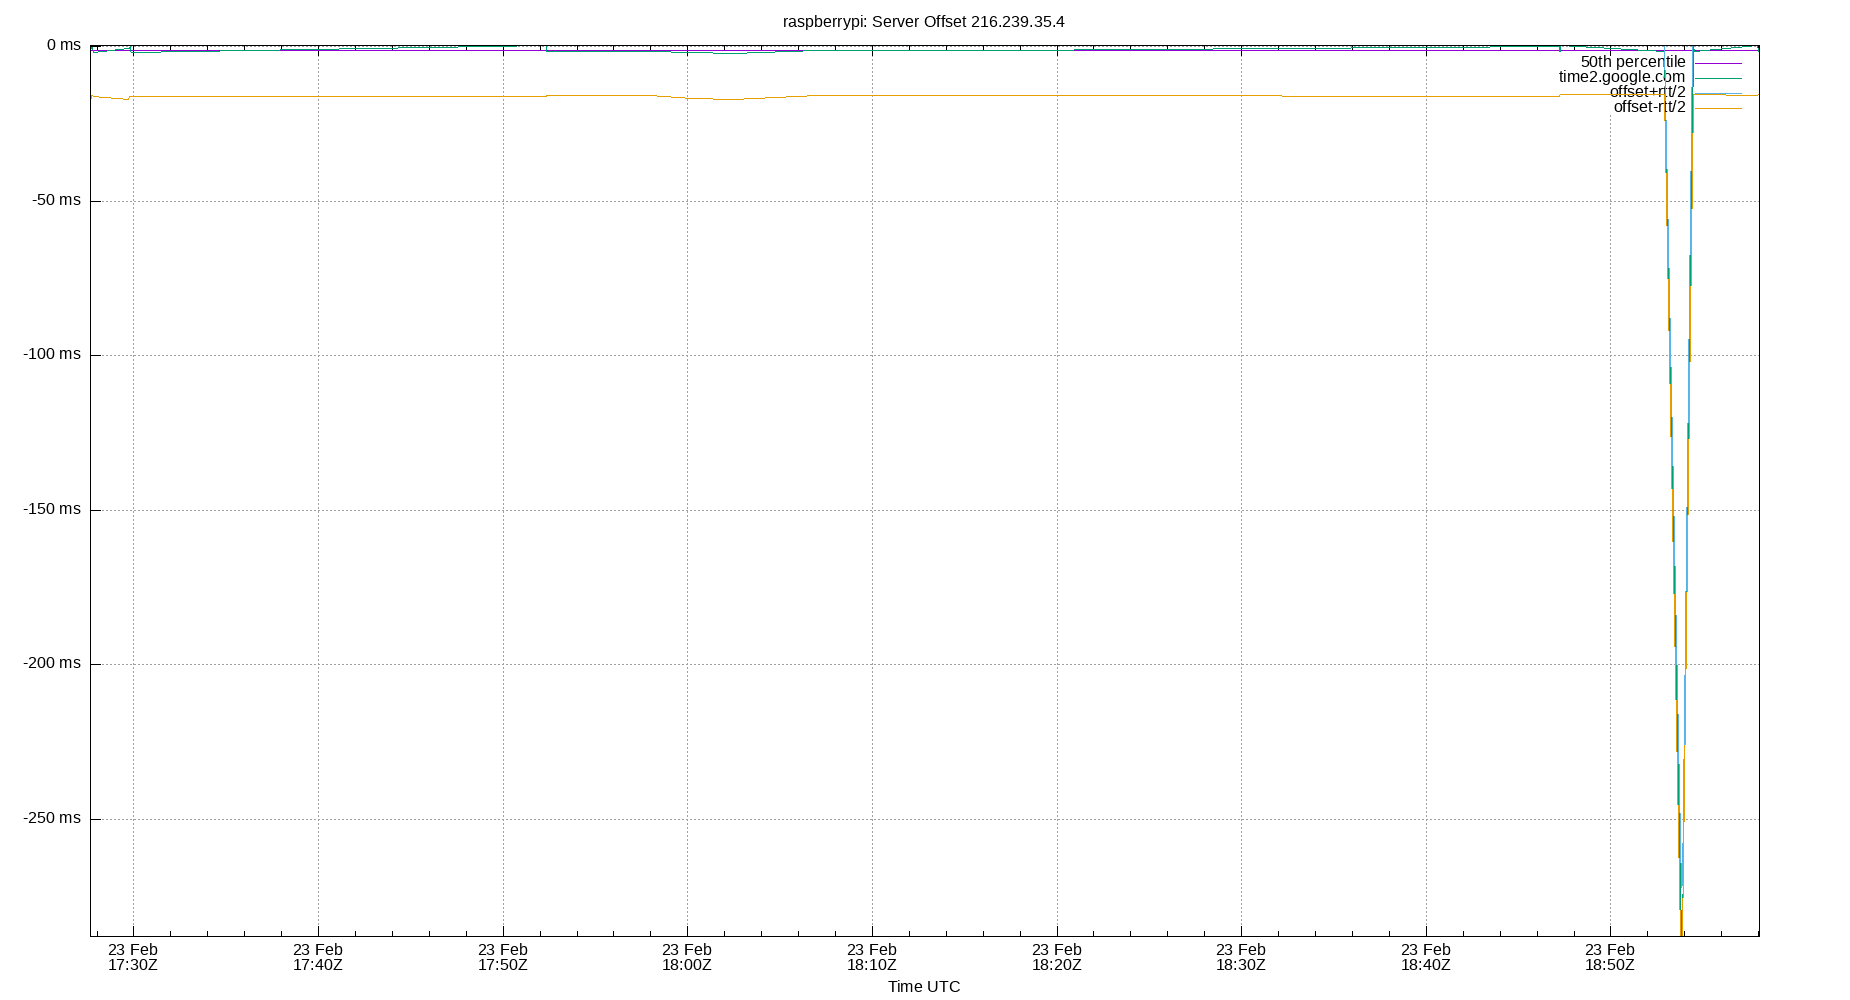 raspberrypi: Server Offset 216.239.35.4
0 ms
-50 ms
-100 ms
-150 ms
-200 ms
-250 ms
50th percentile
time2.google.com
offset+rtt/2
offset-rtt/2
23 Feb 17:30Z
23 Feb 17:40Z
23 Feb 17:50Z
23 Feb 18:00Z
23 Feb 18:10Z
23 Feb 18:20Z
23 Feb 18:30Z
23 Feb 18:40Z
23 Feb 18:50Z
Time UTC